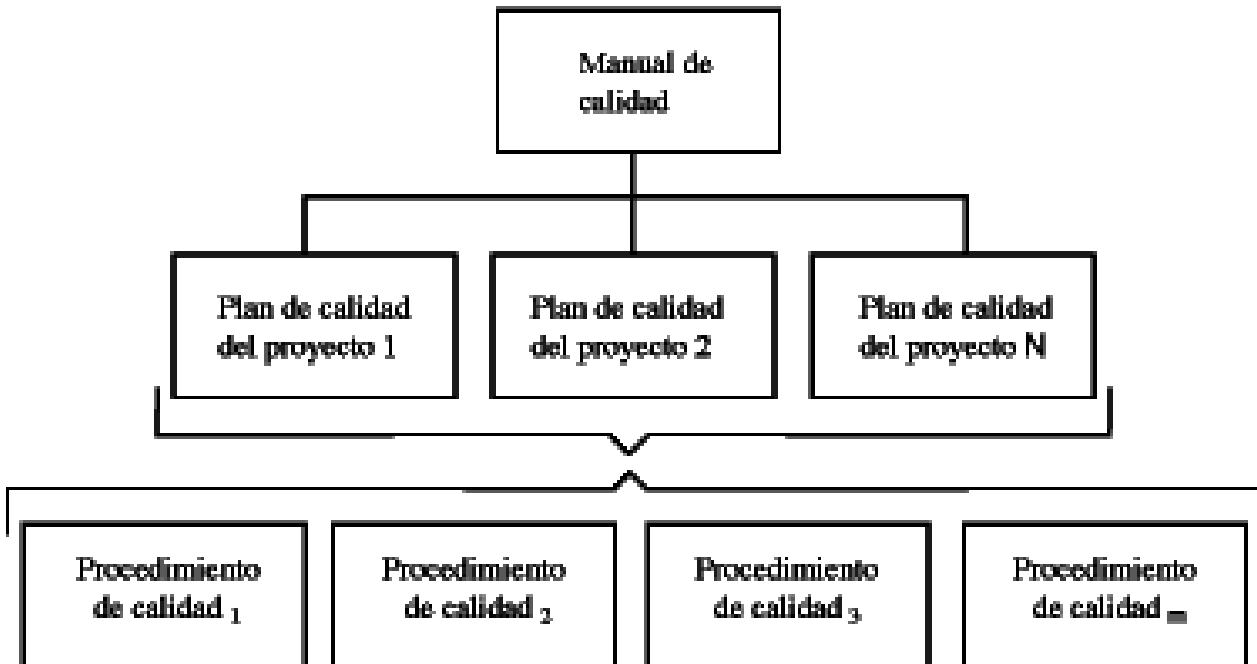 Manual de
calidad
Plan de calidad
del proyecto 1
Plan de calidad
del proyecto 2
Plan de calidad
del proyecto N
Procedimiento
de calidad 1
Procedimiento
de calidad 2
Procedimiento
de calidad 3
Procedimiento
de calidad m